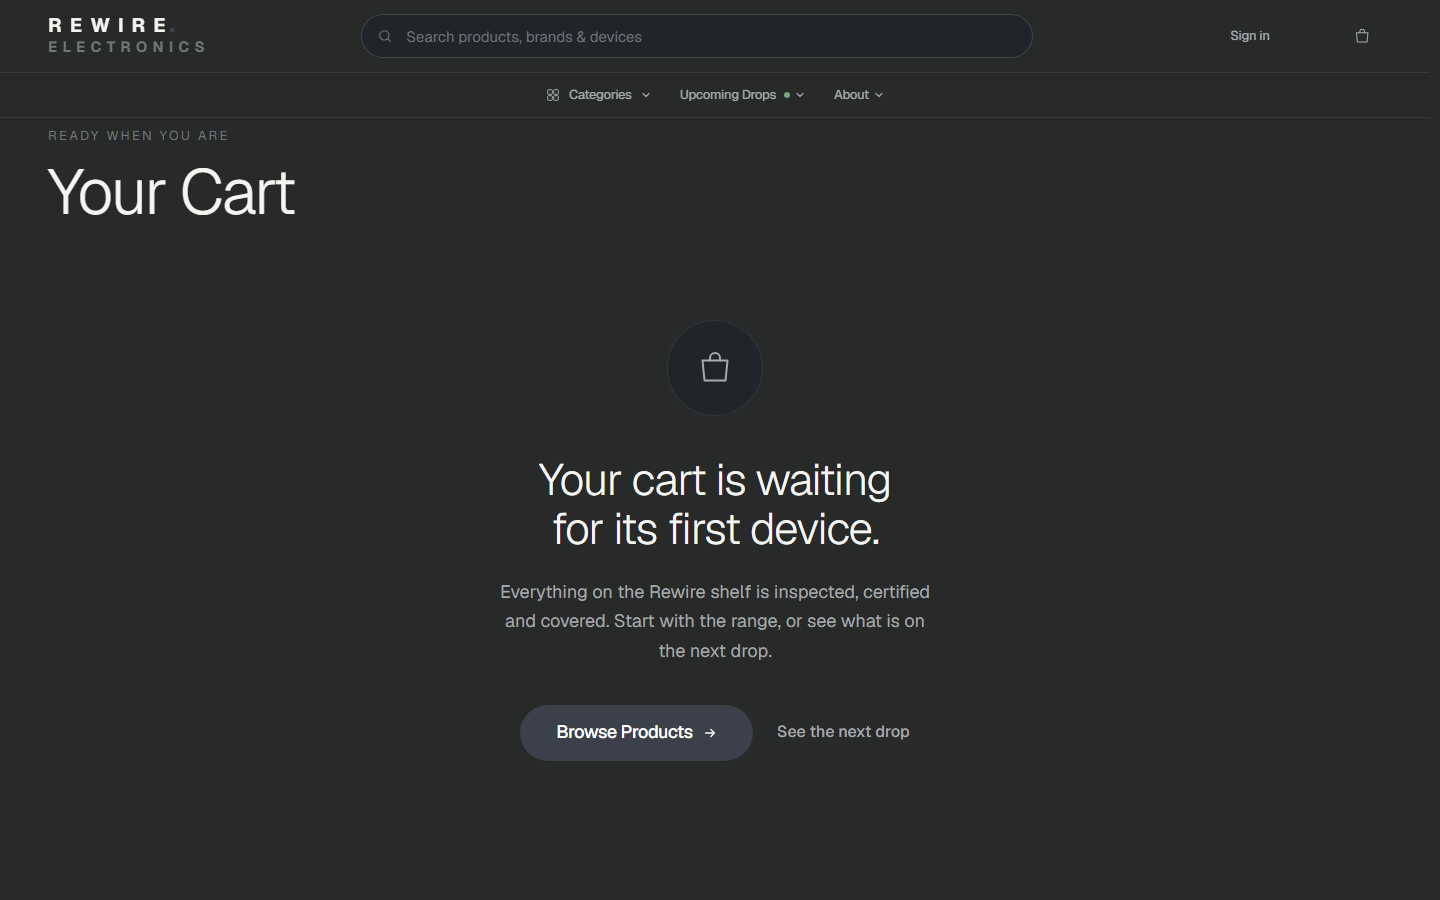 REWIRE.
ELECTRONICS
Search products, brands & devices
Sign in
Categories
Upcoming Drops
About
READY WHEN YOU ARE
Your Cart
Your cart is waiting
for its first device.
Everything on the Rewire shelf is inspected, certified
and covered. Start with the range, or see what is on
the next drop.
Browse Products →
See the next drop